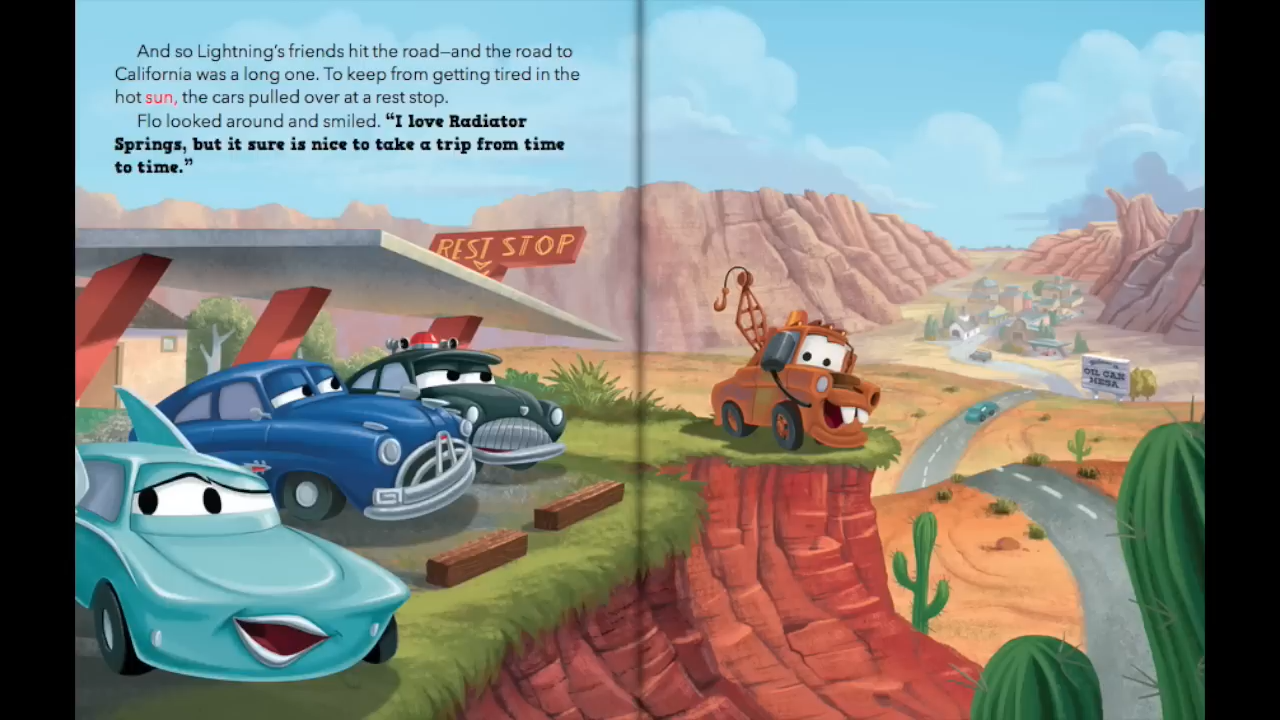 And so Lightning's friends hit the road—and the road to
California was a long one. To keep from getting tired in the
hot sun, the cars pulled over at a rest stop.
Flo looked around and smiled. “I love Radiator
Springs, but it sure is nice to take a trip from time
to time.”
REST STOP
OIL CAN
MESA